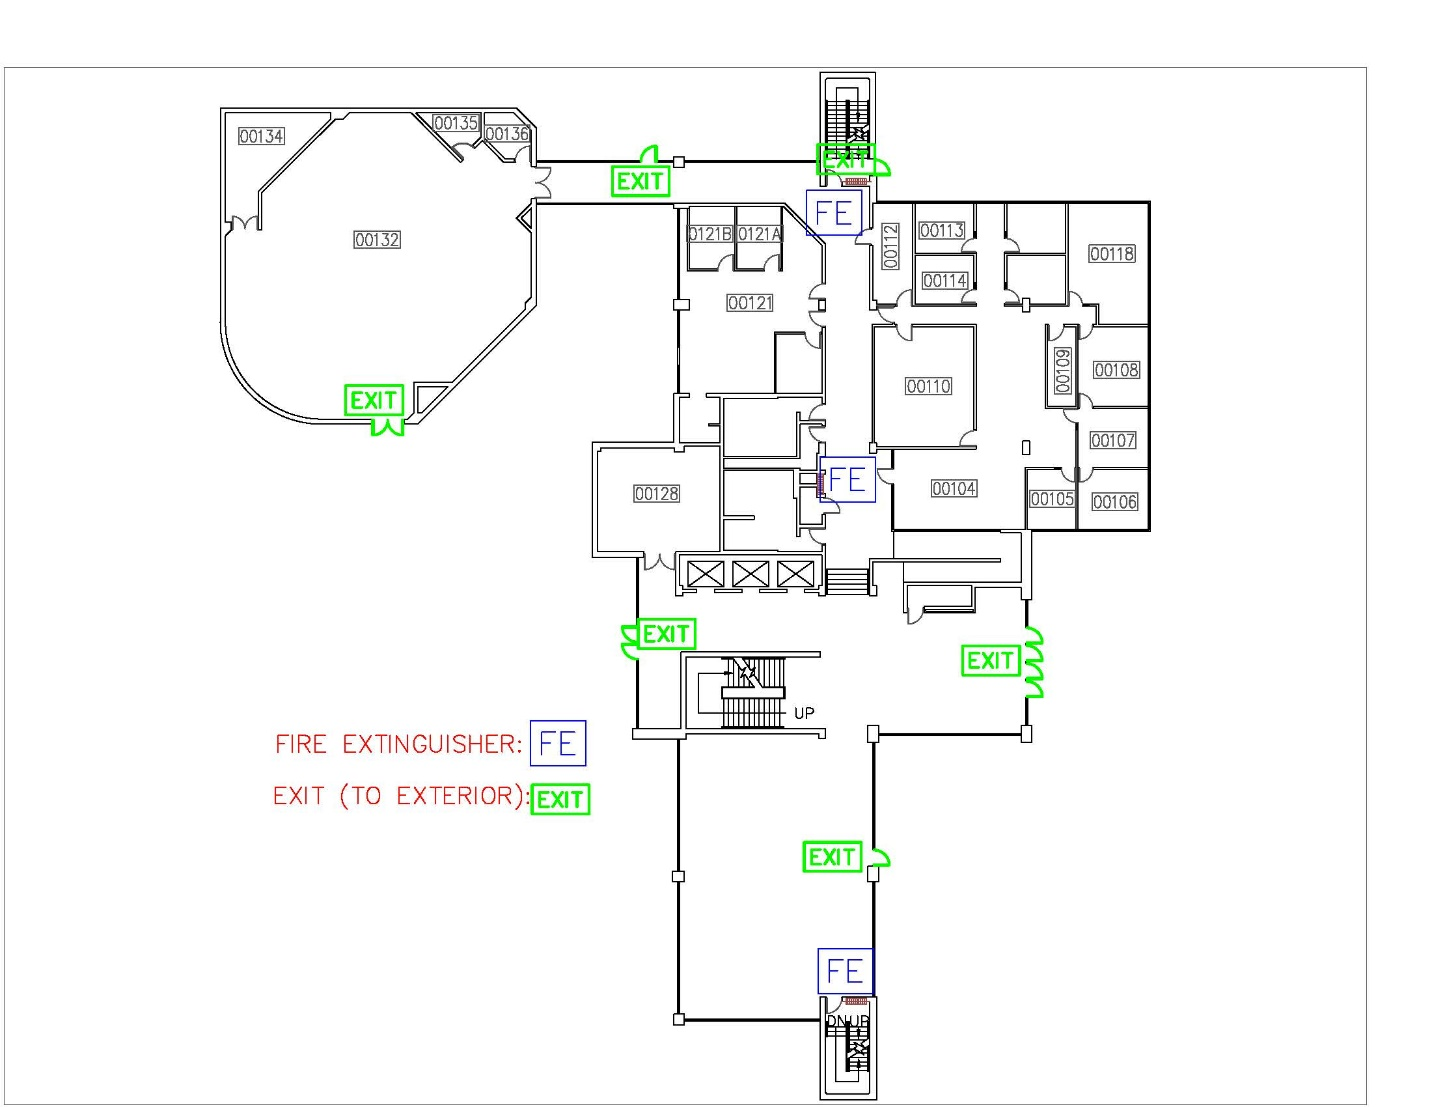 00134
00135
00136
EXIT
EXIT
FE
00132
00112
00113
00114
00118
0121B
0121A
00121
00109
00108
00110
EXIT
00107
00128
FE
00104
00105
00106
EXIT
EXIT
UP
FIRE EXTINGUISHER: FE
EXIT (TO EXTERIOR): EXIT
EXIT
FE
DN UP